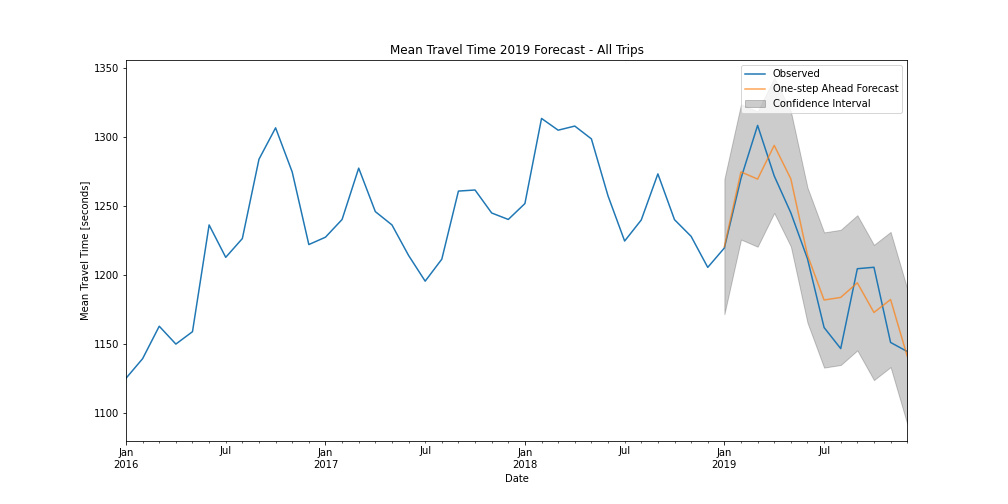 Mean Travel Time 2019 Forecast - All Trips
Observed
One-step Ahead Forecast
Confidence Interval
Mean Travel Time [seconds]
1350
1300
1250
1200
1150
1100
Jan Jul Jan Jul Jan Jul Jan Jul
2016 2017 2018 2019
Date